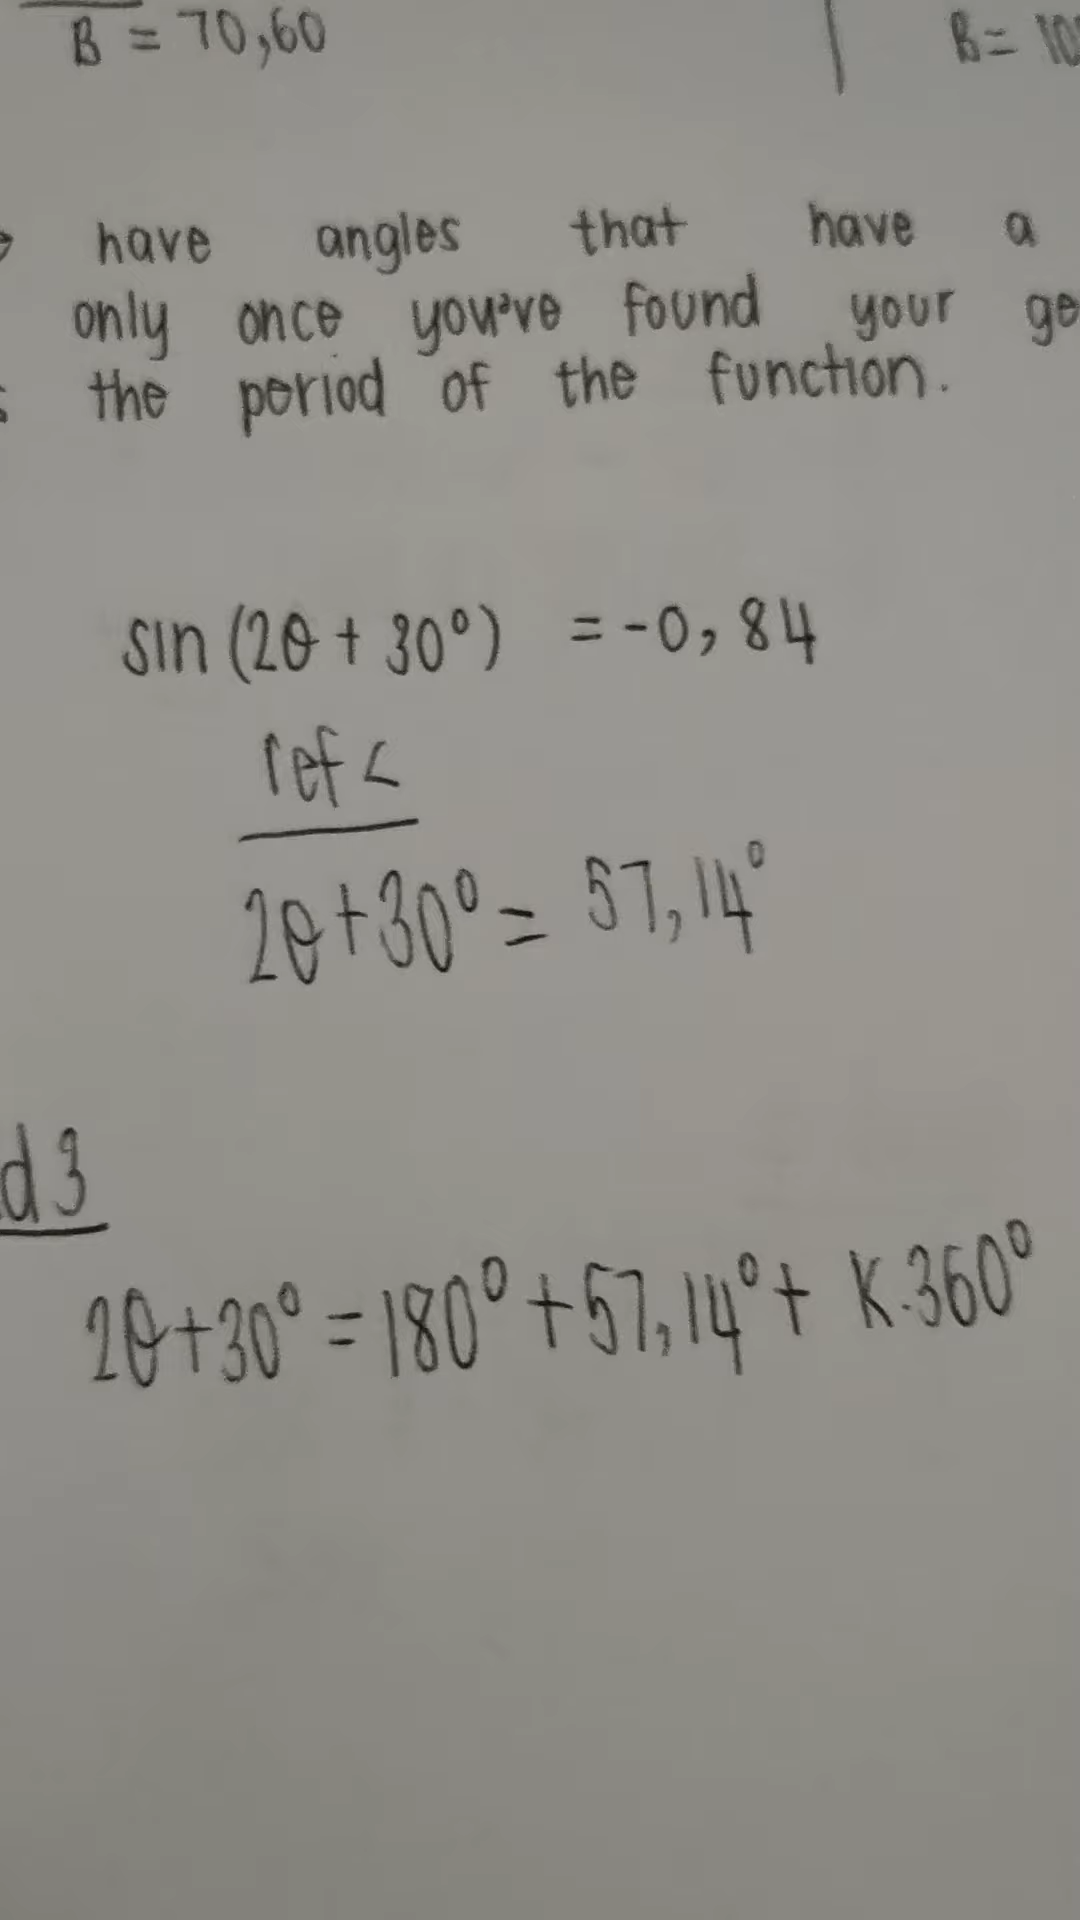 B = 70,60
B = 10
have angles that have a
only once you've found your ge
s the period of the function.
sin (2θ + 30°) = -0,84
ref <
2θ+30° = 57,14°
d 3
2θ+30° = 180° + 57,14° + K.360°